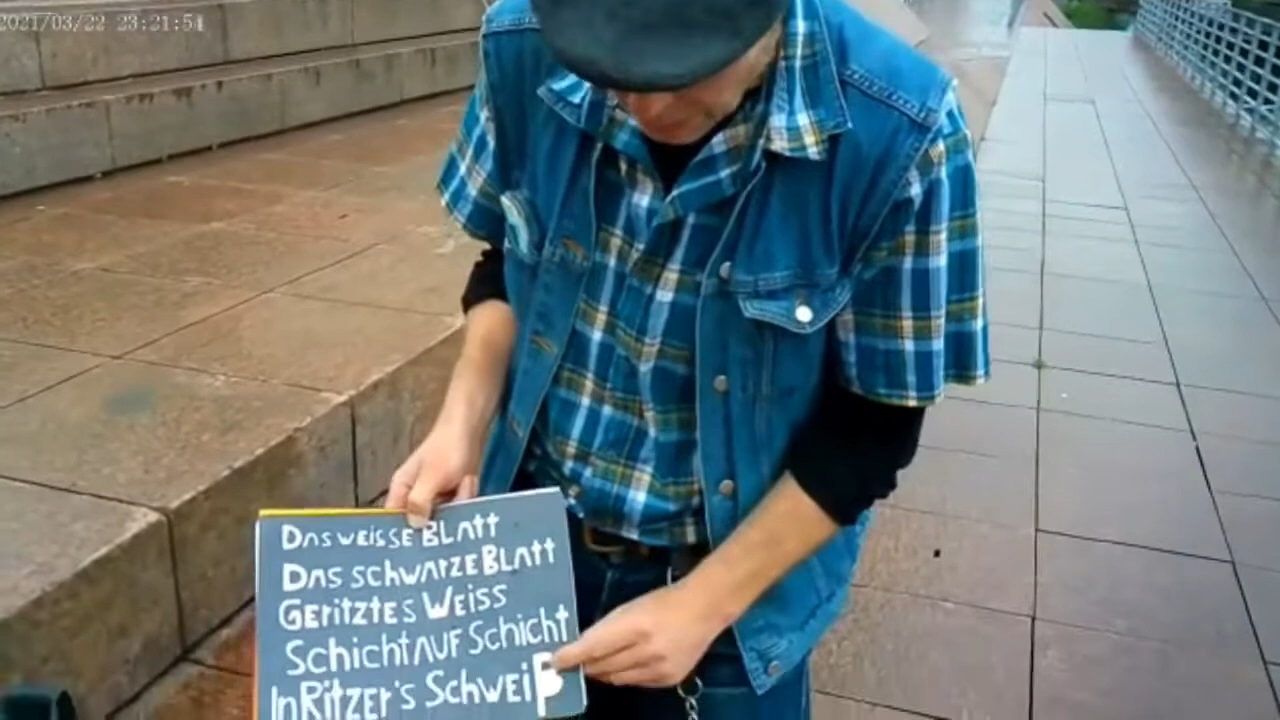 2021/03/22 23:21:54
DAS WEISSE BLATT
DAS SCHWARZE BLATT
GERITZTES WEISS
SCHICHT AUF SCHICHT
IN RITZER'S SCHWEIß